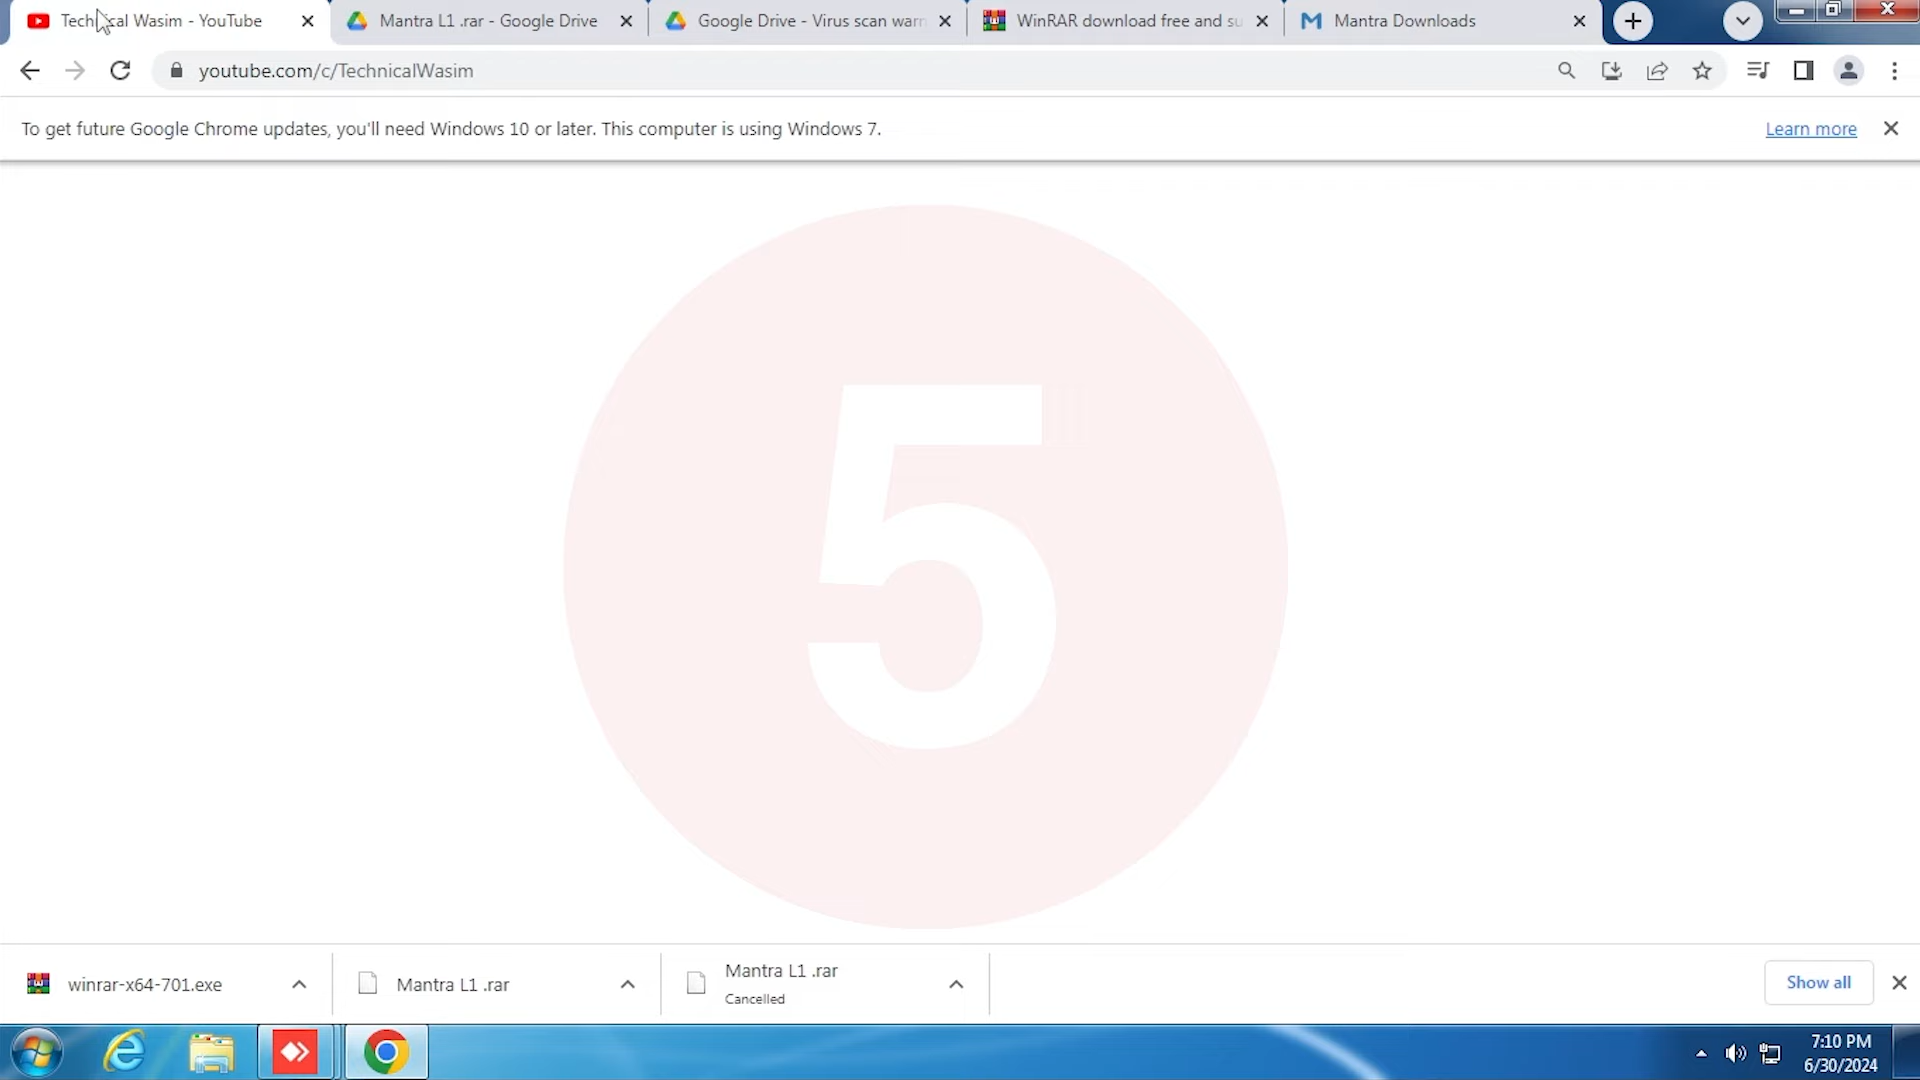 Technical Wasim - YouTube
Mantra L1 .rar - Google Drive
Google Drive - Virus scan warn
WinRAR download free and su
Mantra Downloads
youtube.com/c/TechnicalWasim
To get future Google Chrome updates, you'll need Windows 10 or later. This computer is using Windows 7.
Learn more
5
winrar-x64-701.exe
Mantra L1 .rar
Mantra L1 .rar
Cancelled
Show all
7:10 PM
6/30/2024